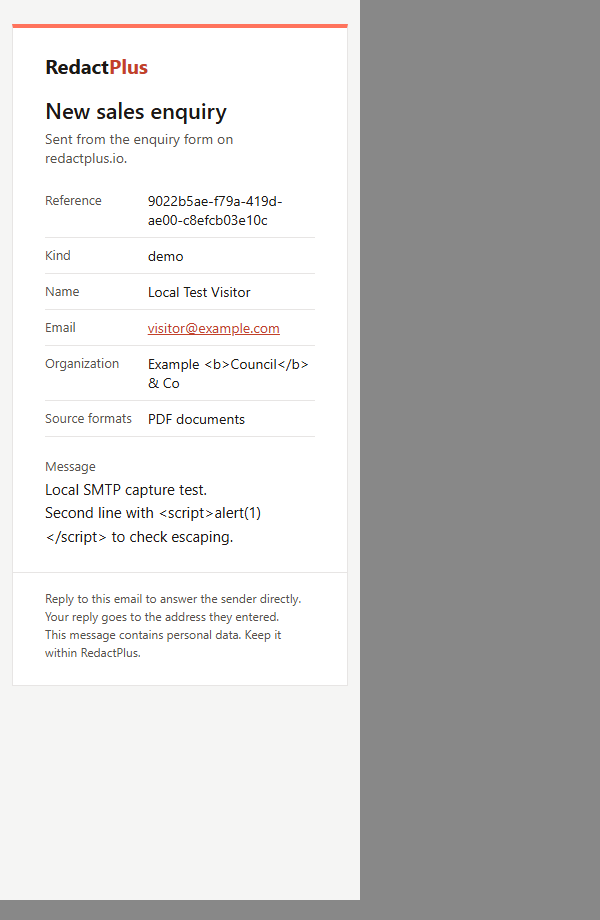 RedactPlus
New sales enquiry
Sent from the enquiry form on
redactplus.io.
Reference 9022b5ae-f79a-419d-
ae00-c8efcb03e10c
Kind demo
Name Local Test Visitor
Email visitor@example.com
Organization Example <b>Council</b>
& Co
Source formats PDF documents
Message
Local SMTP capture test.
Second line with <script>alert(1)
</script> to check escaping.
Reply to this email to answer the sender directly.
Your reply goes to the address they entered.
This message contains personal data. Keep it
within RedactPlus.